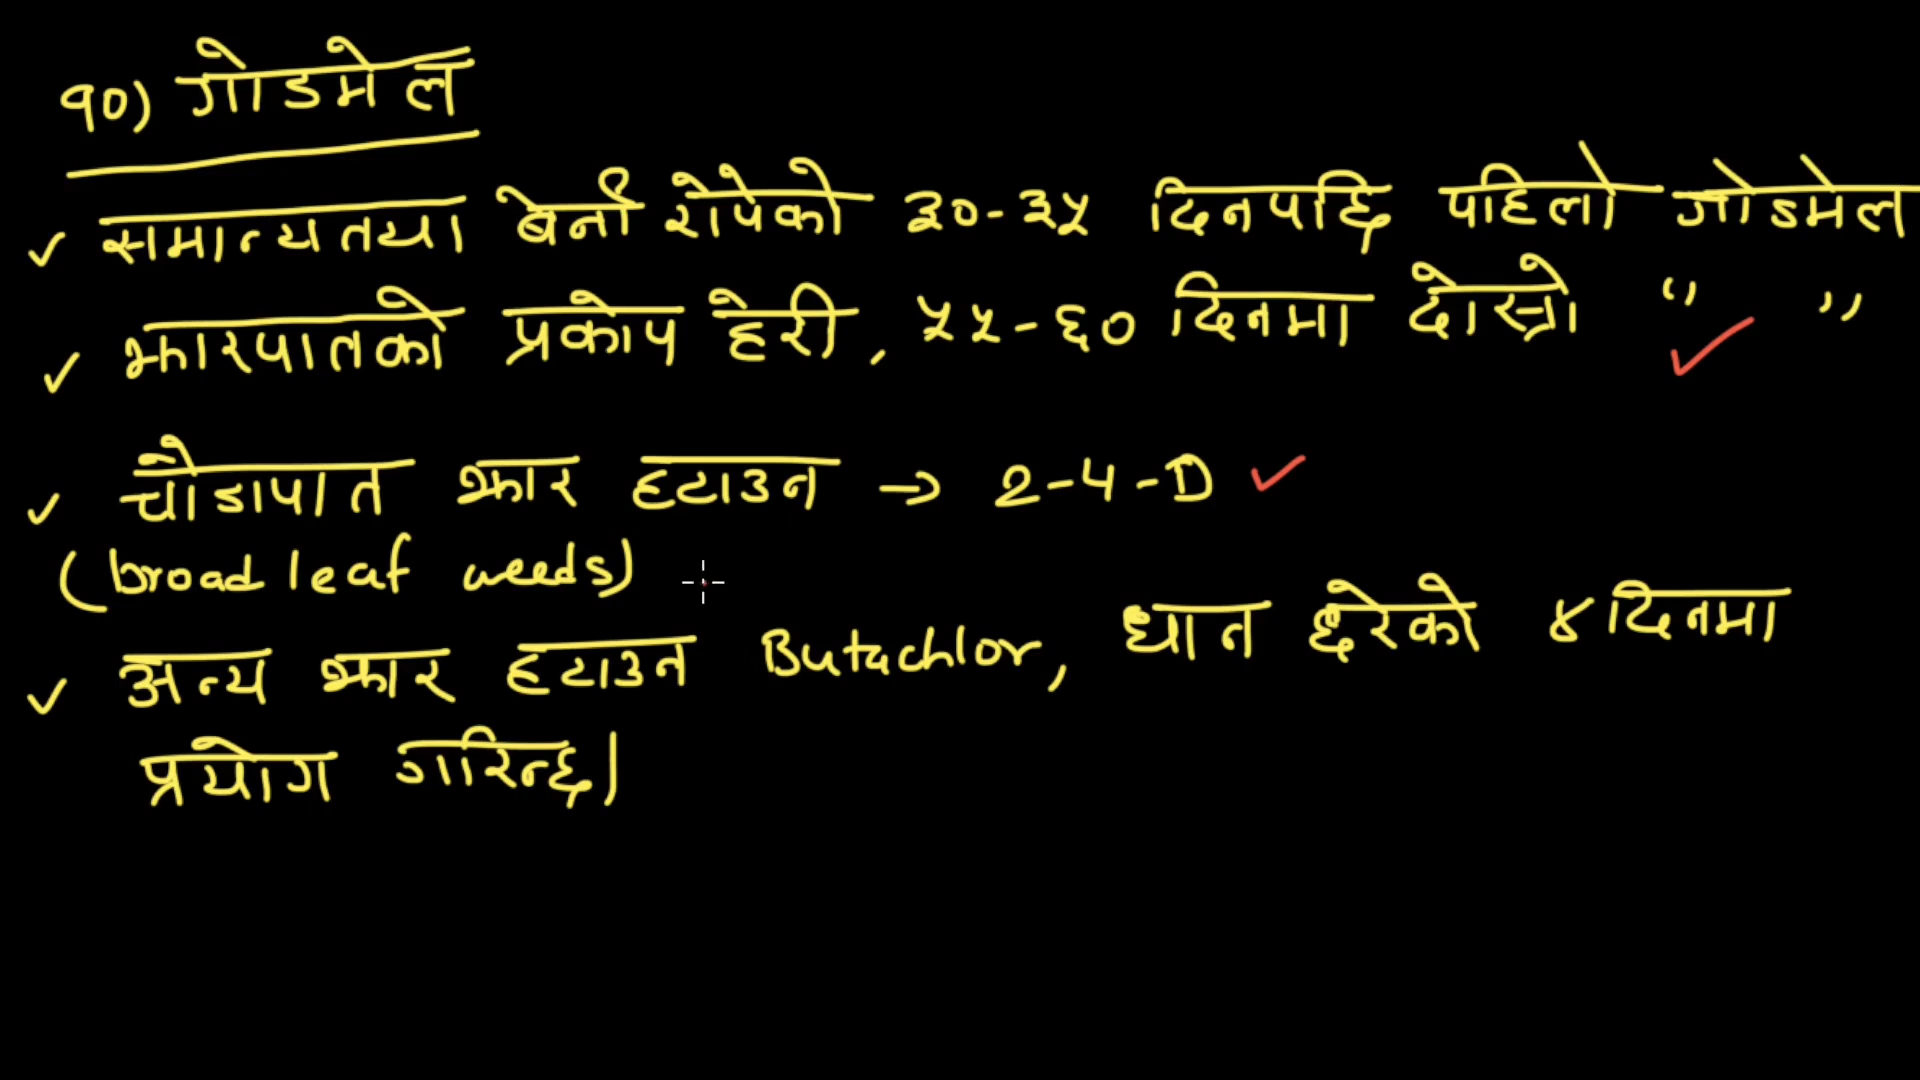 १०) गोडमेल
समान्यतया बेर्ना रोपेको ३०-३५ दिनपछि पहिलो गोडमेल
झारपातको प्रकोप हेरी, ५५-६० दिनमा दोस्रो " "
चौडापाते झार हटाउन → 2-4-D
(broad leaf weeds)
अन्य झार हटाउन Butachlor, धान छरेको ४ दिनमा
प्रयोग गरिन्छ।